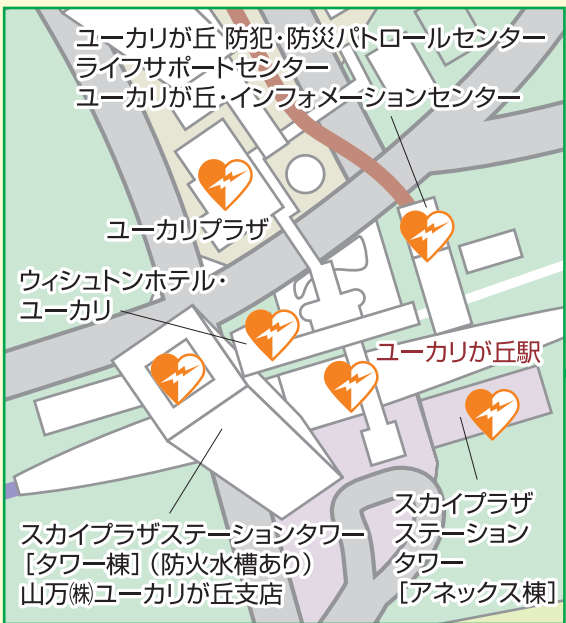 ユーカリが丘 防犯・防災パトロールセンター
ライフサポートセンター
ユーカリが丘・インフォメーションセンター
ユーカリプラザ
ウィシュトンホテル・
ユーカリ
ユーカリが丘駅
スカイプラザステーションタワー
［タワー棟］（防火水槽あり）
山万㈱ユーカリが丘支店
スカイプラザ
ステーション
タワー
［アネックス棟］